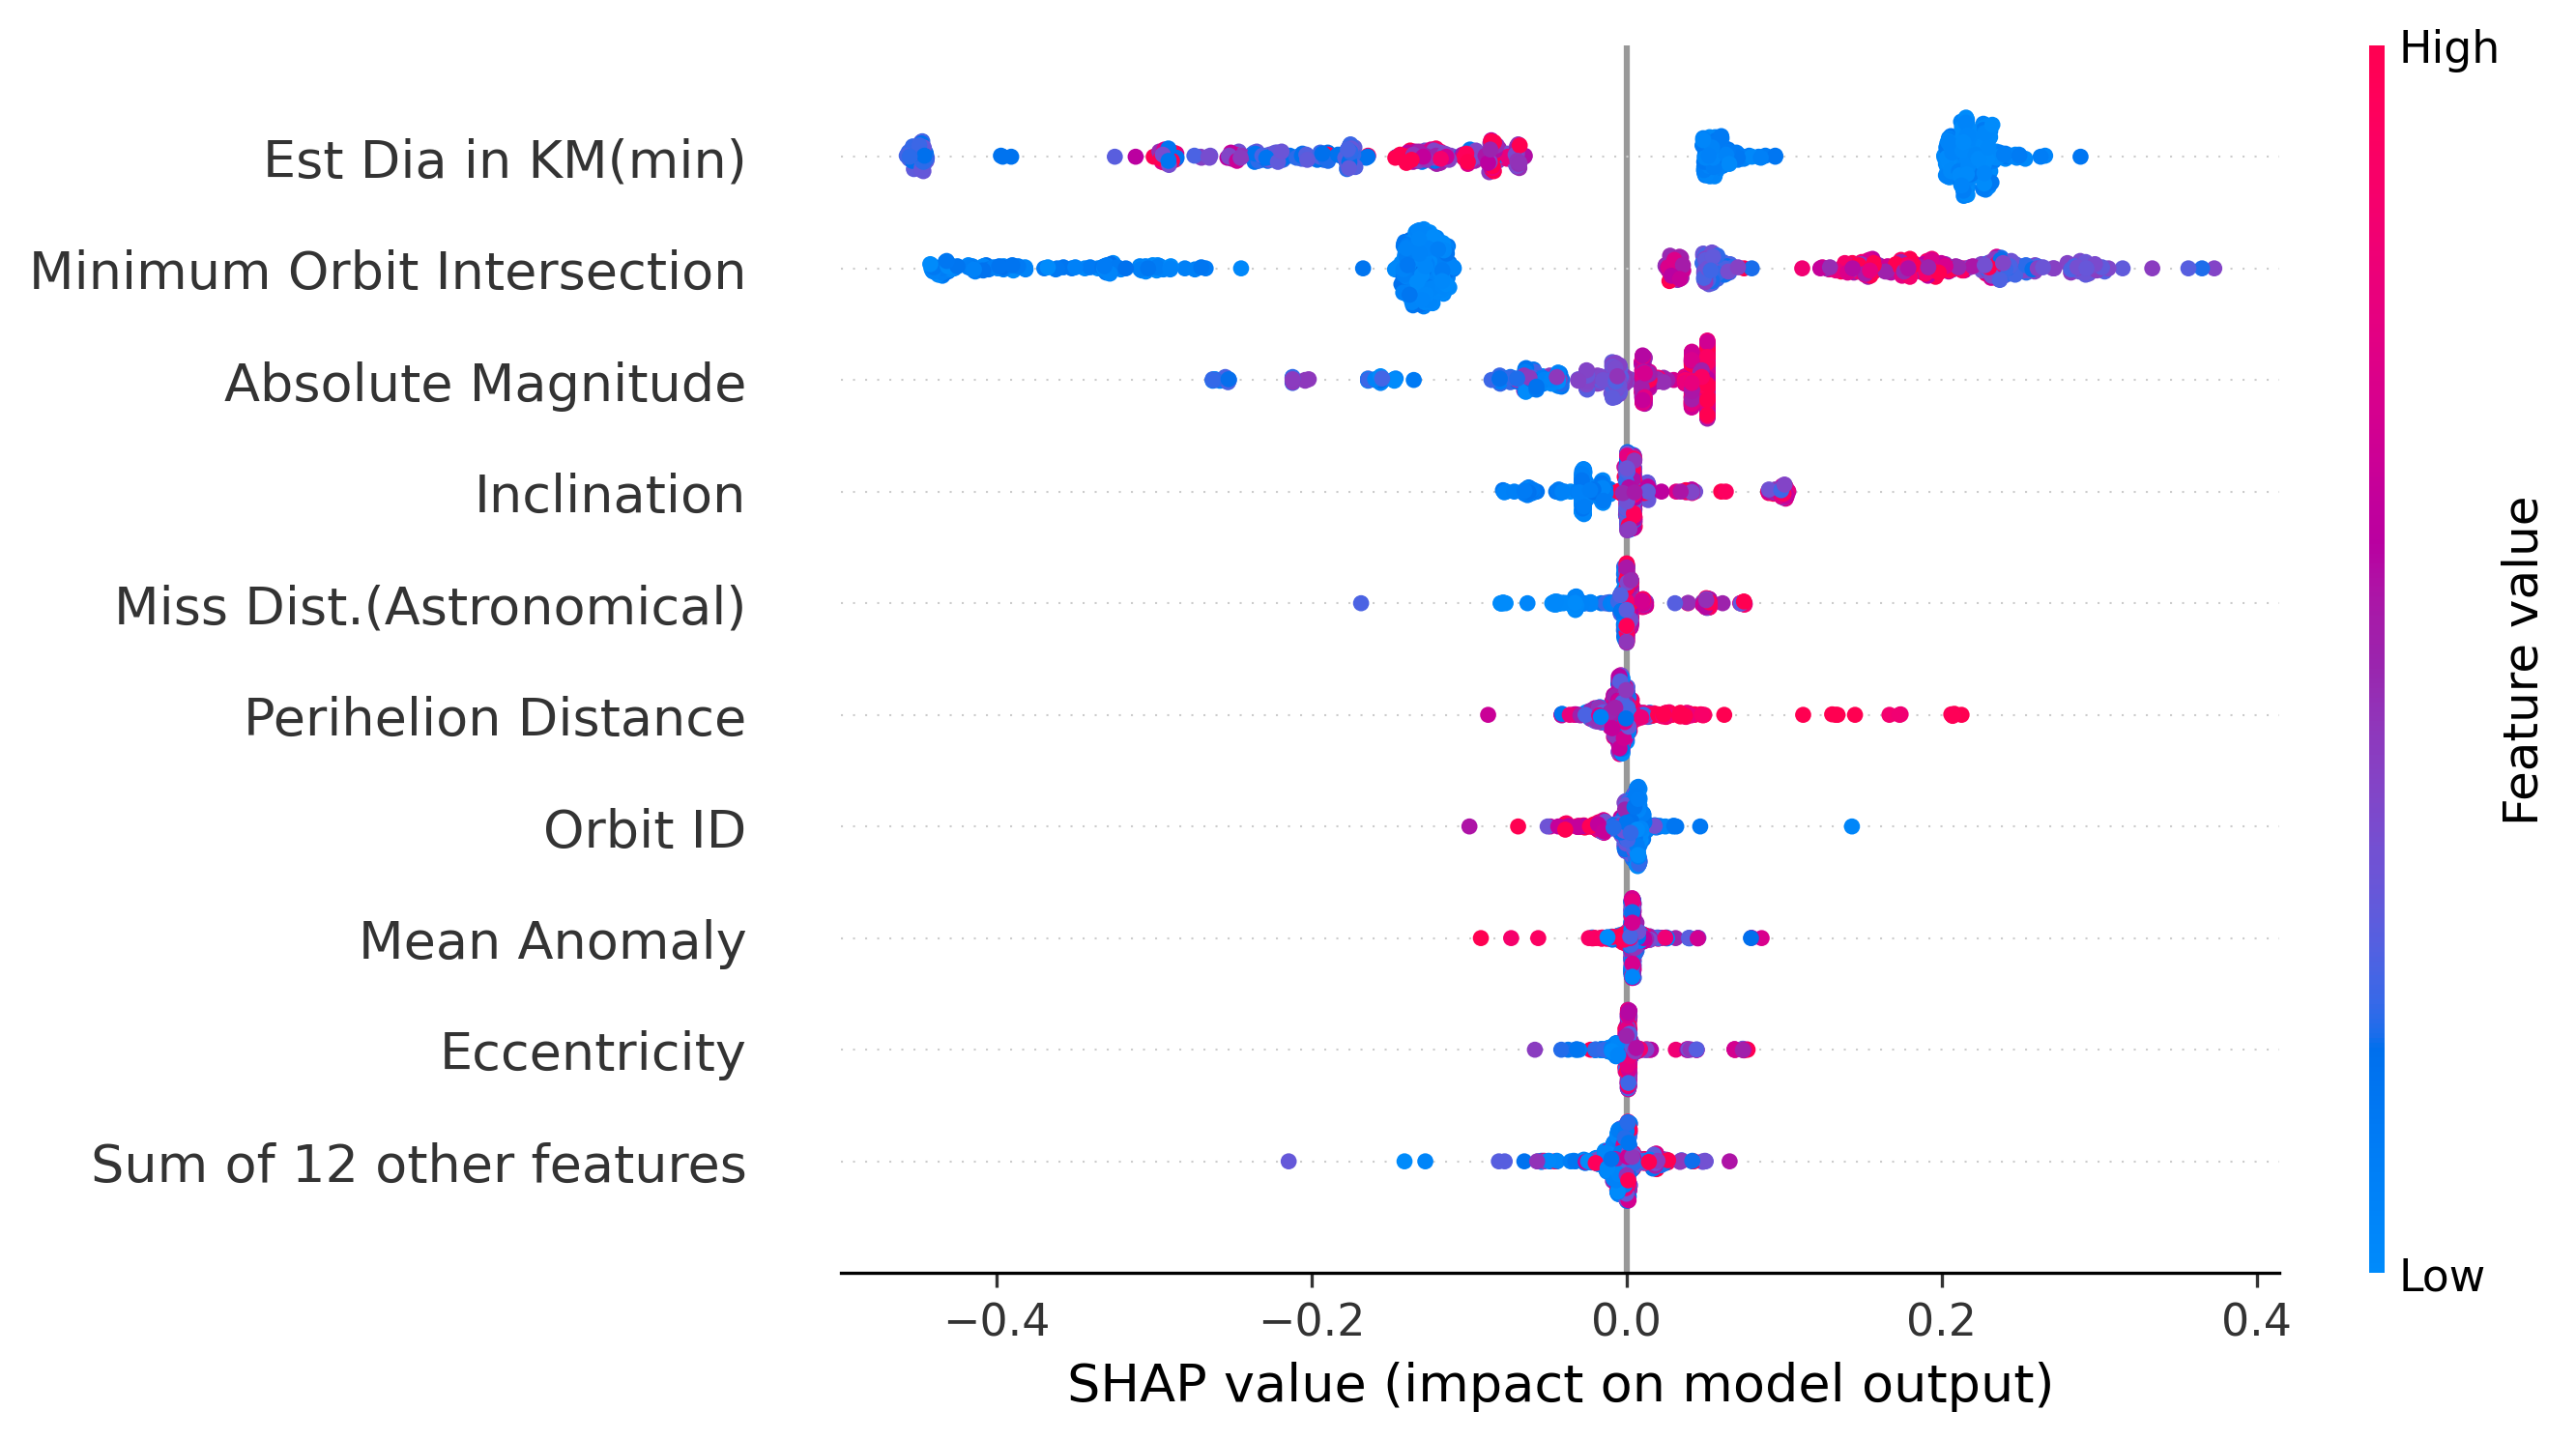 High
Est Dia in KM(min)
Minimum Orbit Intersection
Absolute Magnitude
Inclination
Miss Dist.(Astronomical)
Perihelion Distance
Orbit ID
Mean Anomaly
Eccentricity
Sum of 12 other features
Feature value
Low
−0.4 −0.2 0.0 0.2 0.4
SHAP value (impact on model output)